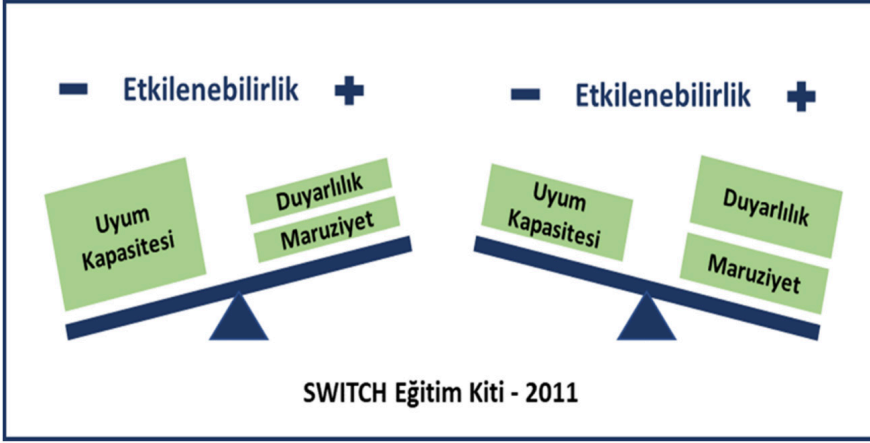 − Etkilenebilirlik +
Uyum
Kapasitesi
Duyarlılık
Maruziyet
− Etkilenebilirlik +
Uyum
Kapasitesi
Duyarlılık
Maruziyet
SWITCH Eğitim Kiti - 2011